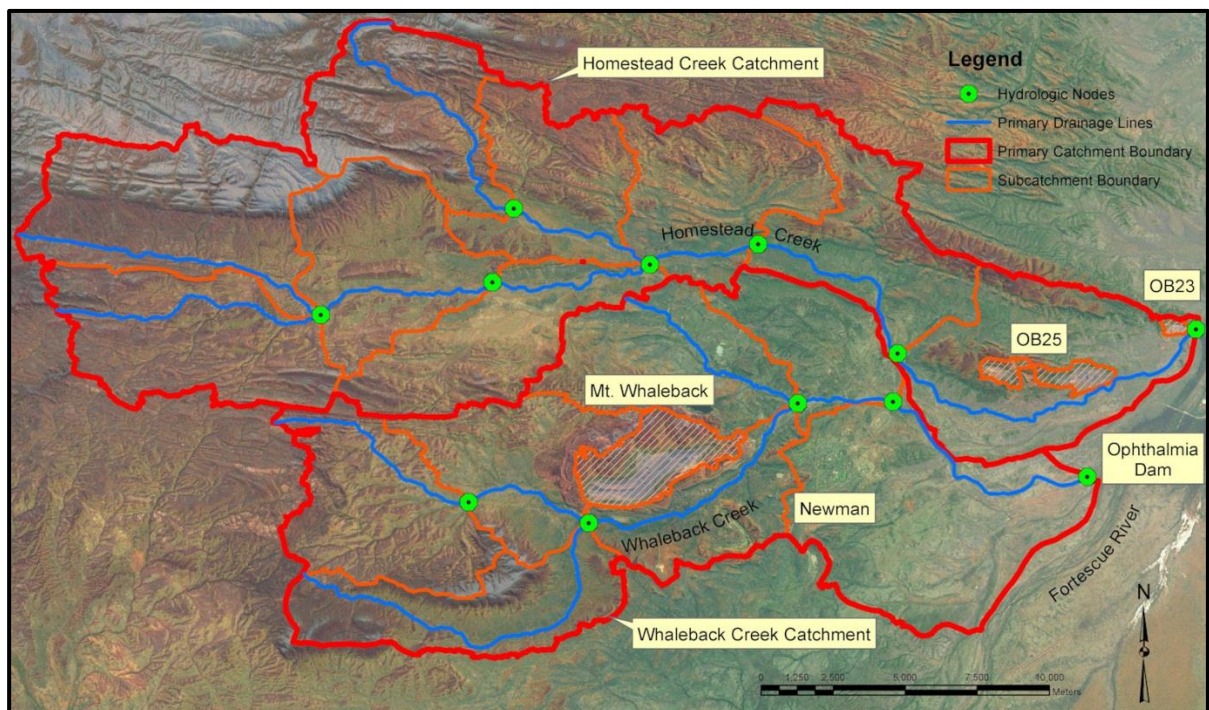 Homestead Creek Catchment
Legend
Hydrologic Nodes
Primary Drainage Lines
Primary Catchment Boundary
Subcatchment Boundary
Homestead Creek
OB23
OB25
Mt. Whaleback
Ophthalmia
Dam
Newman
Whaleback Creek
Fortescue River
N
Whaleback Creek Catchment
0 1,250 2,500 5,000 7,500 10,000
Meters